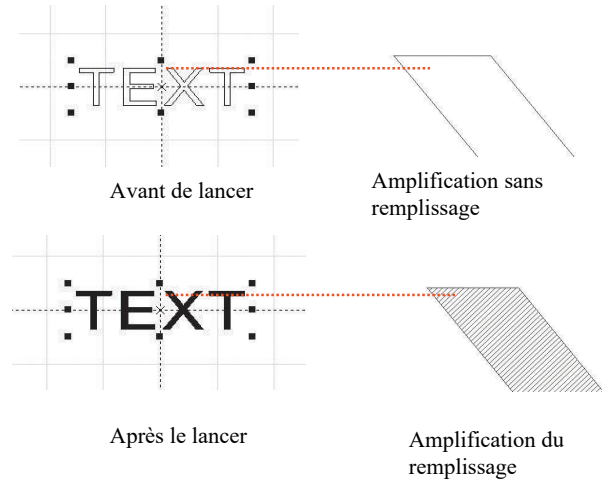 TEXT
Avant de lancer
Amplification sans
remplissage
TEXT
Après le lancer
Amplification du
remplissage